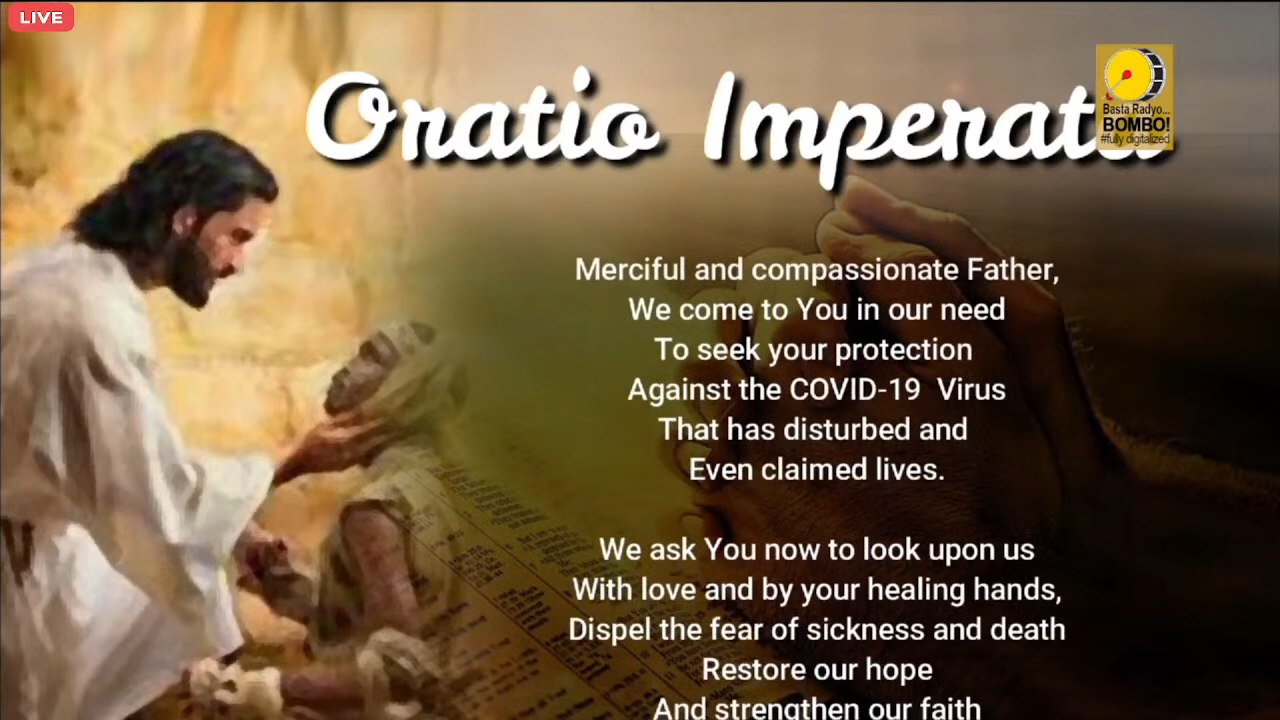 LIVE
Oratio Imperata
Basta Radyo...
BOMBO!
#fully digitalized
Merciful and compassionate Father,
We come to You in our need
To seek your protection
Against the COVID-19 Virus
That has disturbed and
Even claimed lives.
We ask You now to look upon us
With love and by your healing hands,
Dispel the fear of sickness and death
Restore our hope
And strengthen our faith